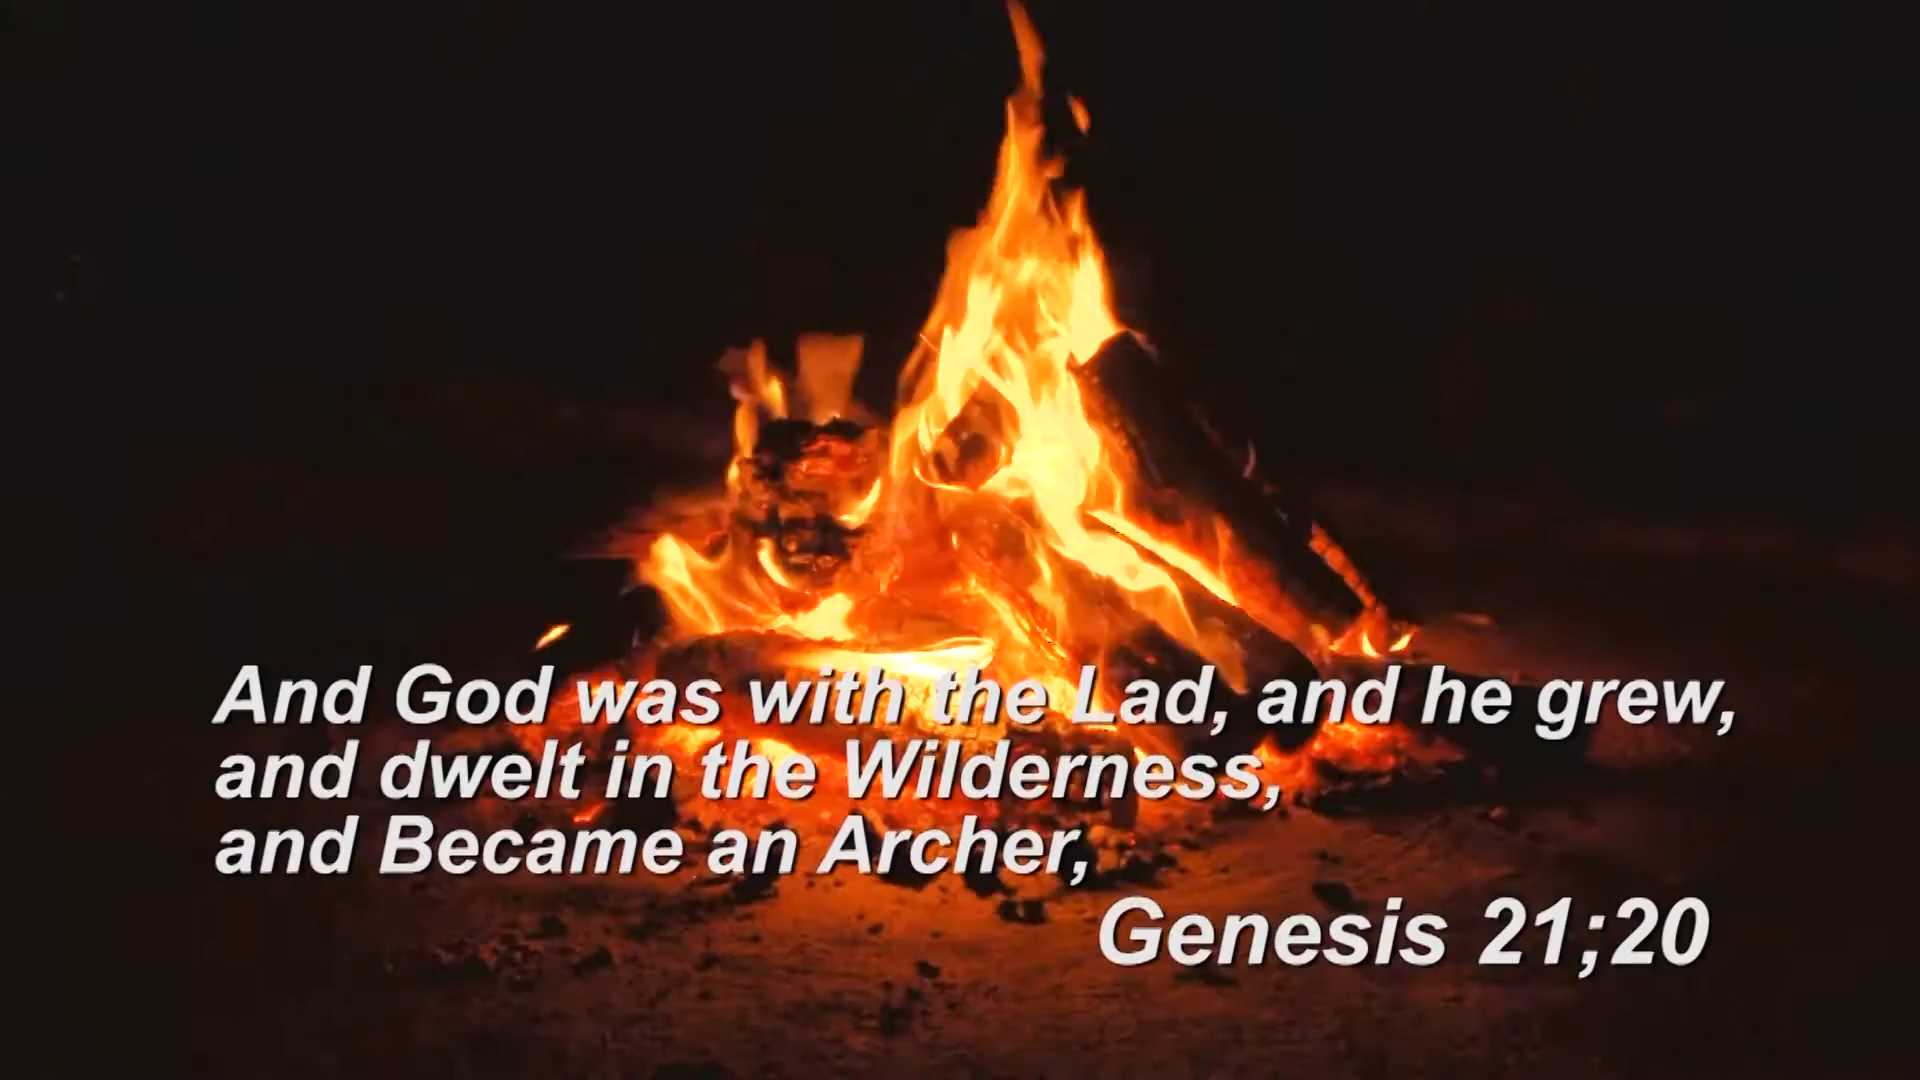 And God was with the Lad, and he grew,
and dwelt in the Wilderness,
and Became an Archer,
Genesis 21;20